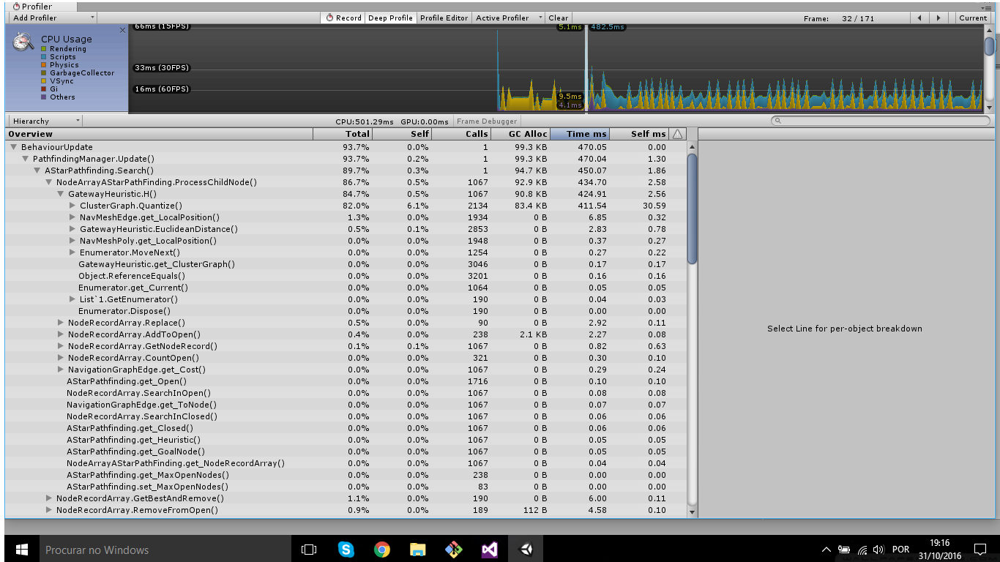 Profiler
Add Profiler Record Deep Profile Profile Editor Active Profiler Clear Frame: 32 / 171 Current
CPU Usage
Rendering
Scripts
Physics
GarbageCollector
VSync
Gi
Others
66ms (15FPS)
33ms (30FPS)
16ms (60FPS)
5.1ms 482.5ms
9.5ms
4.1ms
Hierarchy CPU:501.29ms GPU:0.00ms Frame Debugger
Overview Total Self Calls GC Alloc Time ms Self ms
BehaviourUpdate 93.7% 0.0% 1 99.3 KB 470.05 0.00
PathfindingManager.Update() 93.7% 0.2% 1 99.3 KB 470.04 1.30
AStarPathfinding.Search() 89.7% 0.3% 1 94.7 KB 450.07 1.86
NodeArrayAStarPathFinding.ProcessChildNode() 86.7% 0.5% 1067 92.9 KB 434.70 2.58
GatewayHeuristic.H() 84.7% 0.5% 1067 90.8 KB 424.91 2.56
ClusterGraph.Quantize() 82.0% 6.1% 2134 83.4 KB 411.54 30.59
NavMeshEdge.get_LocalPosition() 1.3% 0.0% 1934 0 B 6.85 0.32
GatewayHeuristic.EuclideanDistance() 0.5% 0.1% 2853 0 B 2.83 0.78
NavMeshPoly.get_LocalPosition() 0.0% 0.0% 1948 0 B 0.37 0.27
Enumerator.MoveNext() 0.0% 0.0% 1254 0 B 0.27 0.22
GatewayHeuristic.get_ClusterGraph() 0.0% 0.0% 3046 0 B 0.17 0.17
Object.ReferenceEquals() 0.0% 0.0% 3201 0 B 0.16 0.16
Enumerator.get_Current() 0.0% 0.0% 1064 0 B 0.05 0.05
List`1.GetEnumerator() 0.0% 0.0% 190 0 B 0.04 0.03
Enumerator.Dispose() 0.0% 0.0% 190 0 B 0.00 0.00
NodeRecordArray.Replace() 0.5% 0.0% 90 0 B 2.92 0.11
NodeRecordArray.AddToOpen() 0.4% 0.0% 238 2.1 KB 2.27 0.08
NodeRecordArray.GetNodeRecord() 0.1% 0.1% 1067 0 B 0.82 0.63
NodeRecordArray.CountOpen() 0.0% 0.0% 321 0 B 0.30 0.10
NavigationGraphEdge.get_Cost() 0.0% 0.0% 1067 0 B 0.29 0.24
AStarPathfinding.get_Open() 0.0% 0.0% 1716 0 B 0.10 0.10
NodeRecordArray.SearchInOpen() 0.0% 0.0% 1067 0 B 0.08 0.08
NavigationGraphEdge.get_ToNode() 0.0% 0.0% 1067 0 B 0.07 0.07
NodeRecordArray.SearchInClosed() 0.0% 0.0% 1067 0 B 0.06 0.06
AStarPathfinding.get_Closed() 0.0% 0.0% 1067 0 B 0.06 0.06
AStarPathfinding.get_Heuristic() 0.0% 0.0% 1067 0 B 0.05 0.05
AStarPathfinding.get_GoalNode() 0.0% 0.0% 1067 0 B 0.05 0.05
NodeArrayAStarPathFinding.get_NodeRecordArray() 0.0% 0.0% 1067 0 B 0.04 0.04
AStarPathfinding.get_MaxOpenNodes() 0.0% 0.0% 238 0 B 0.00 0.00
AStarPathfinding.set_MaxOpenNodes() 0.0% 0.0% 83 0 B 0.00 0.00
NodeRecordArray.GetBestAndRemove() 1.1% 0.0% 190 0 B 6.00 0.11
NodeRecordArray.RemoveFromOpen() 0.9% 0.0% 189 112 B 4.58 0.10
Select Line for per-object breakdown
Procurar no Windows POR 19:16
31/10/2016